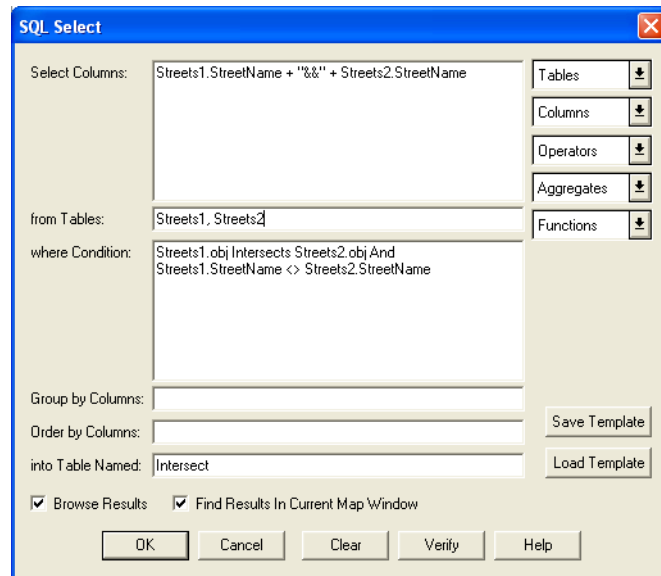 SQL Select
Select Columns:
Streets1.StreetName + "&&" + Streets2.StreetName
Tables
Columns
Operators
Aggregates
Functions
from Tables:
Streets1, Streets2
where Condition:
Streets1.obj Intersects Streets2.obj And
Streets1.StreetName <> Streets2.StreetName
Group by Columns:
Order by Columns:
into Table Named:
Intersect
Save Template
Load Template
Browse Results
Find Results In Current Map Window
OK
Cancel
Clear
Verify
Help